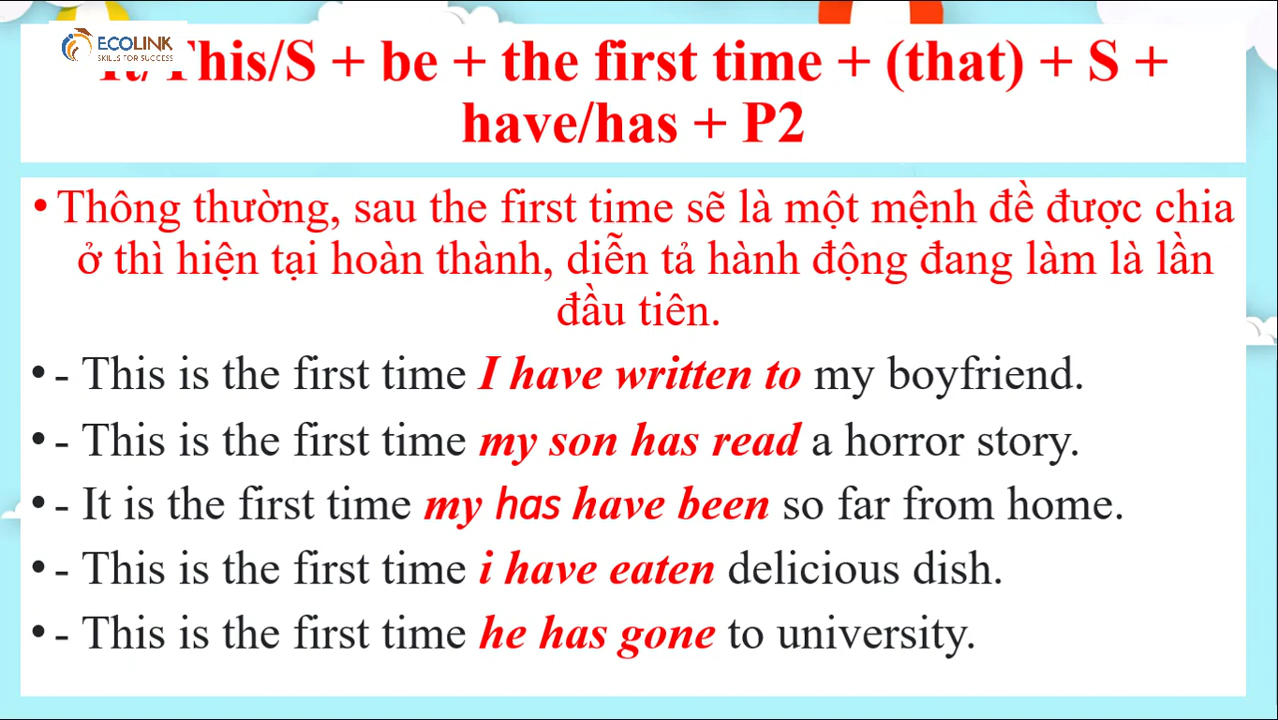 ECOLINK
SKILLS FOR SUCCESS
It/This/S + be + the first time + (that) + S +
have/has + P2
• Thông thường, sau the first time sẽ là một mệnh đề được chia
ở thì hiện tại hoàn thành, diễn tả hành động đang làm là lần
đầu tiên.
• - This is the first time I have written to my boyfriend.
• - This is the first time my son has read a horror story.
• - It is the first time my has have been so far from home.
• - This is the first time i have eaten delicious dish.
• - This is the first time he has gone to university.